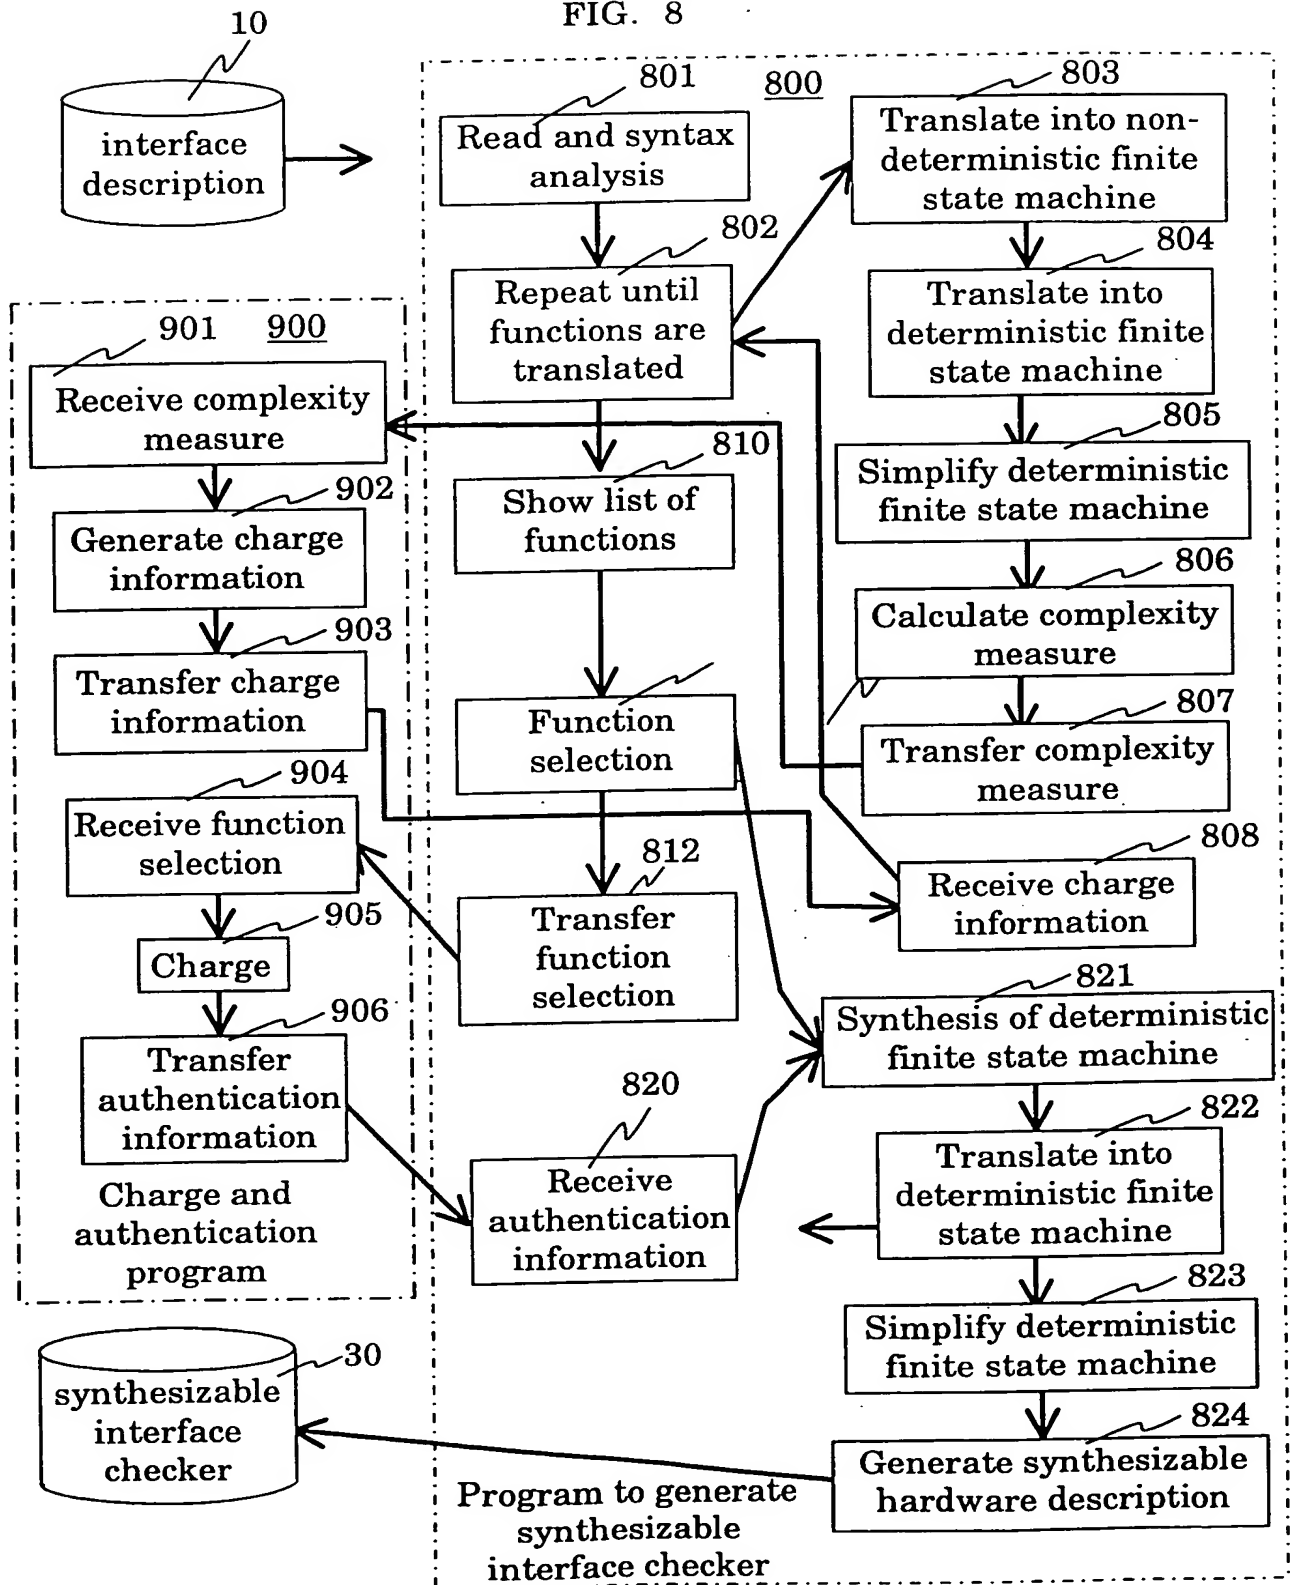 FIG. 8
10
interface
description
800
801
Read and syntax
analysis
802
Repeat until
functions are
translated
803
Translate into non-
deterministic finite
state machine
804
Translate into
deterministic finite
state machine
805
Simplify deterministic
finite state machine
806
Calculate complexity
measure
807
Transfer complexity
measure
808
Receive charge
information
810
Show list of
functions
Function
selection
812
Transfer
function
selection
820
Receive
authentication
information
821
Synthesis of deterministic
finite state machine
822
Translate into
deterministic finite
state machine
823
Simplify deterministic
finite state machine
824
Generate synthesizable
hardware description
Program to generate
synthesizable
interface checker
900
901
Receive complexity
measure
902
Generate charge
information
903
Transfer charge
information
904
Receive function
selection
905
Charge
906
Transfer
authentication
information
Charge and
authentication
program
30
synthesizable
interface
checker